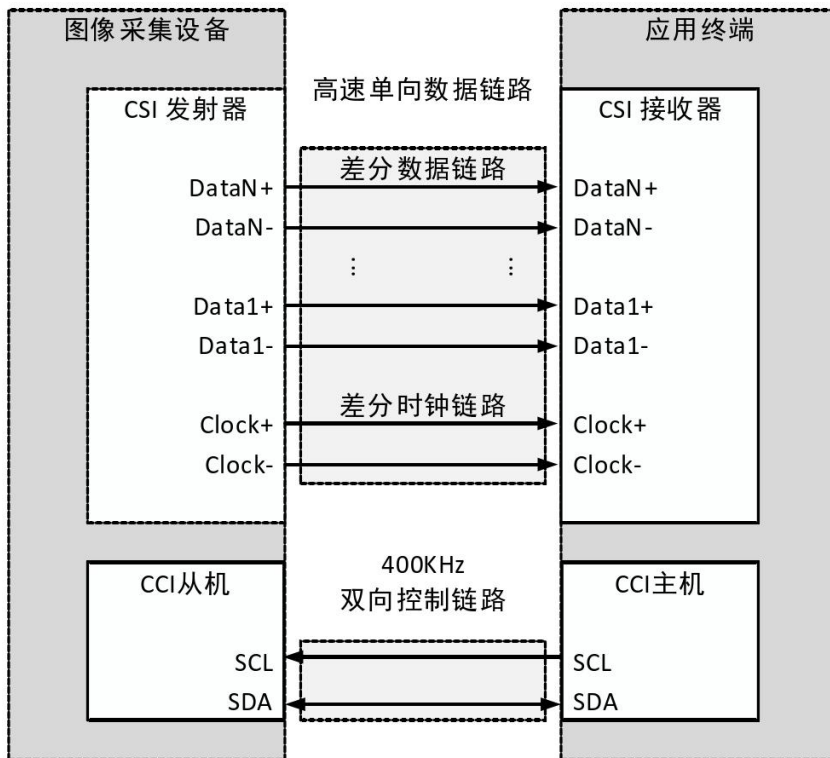 图像采集设备
应用终端
高速单向数据链路
CSI 发射器
CSI 接收器
差分数据链路
DataN+
DataN+
DataN-
DataN-
⋮
⋮
Data1+
Data1+
Data1-
Data1-
差分时钟链路
Clock+
Clock+
Clock-
Clock-
400KHz
双向控制链路
CCI从机
CCI主机
SCL
SCL
SDA
SDA